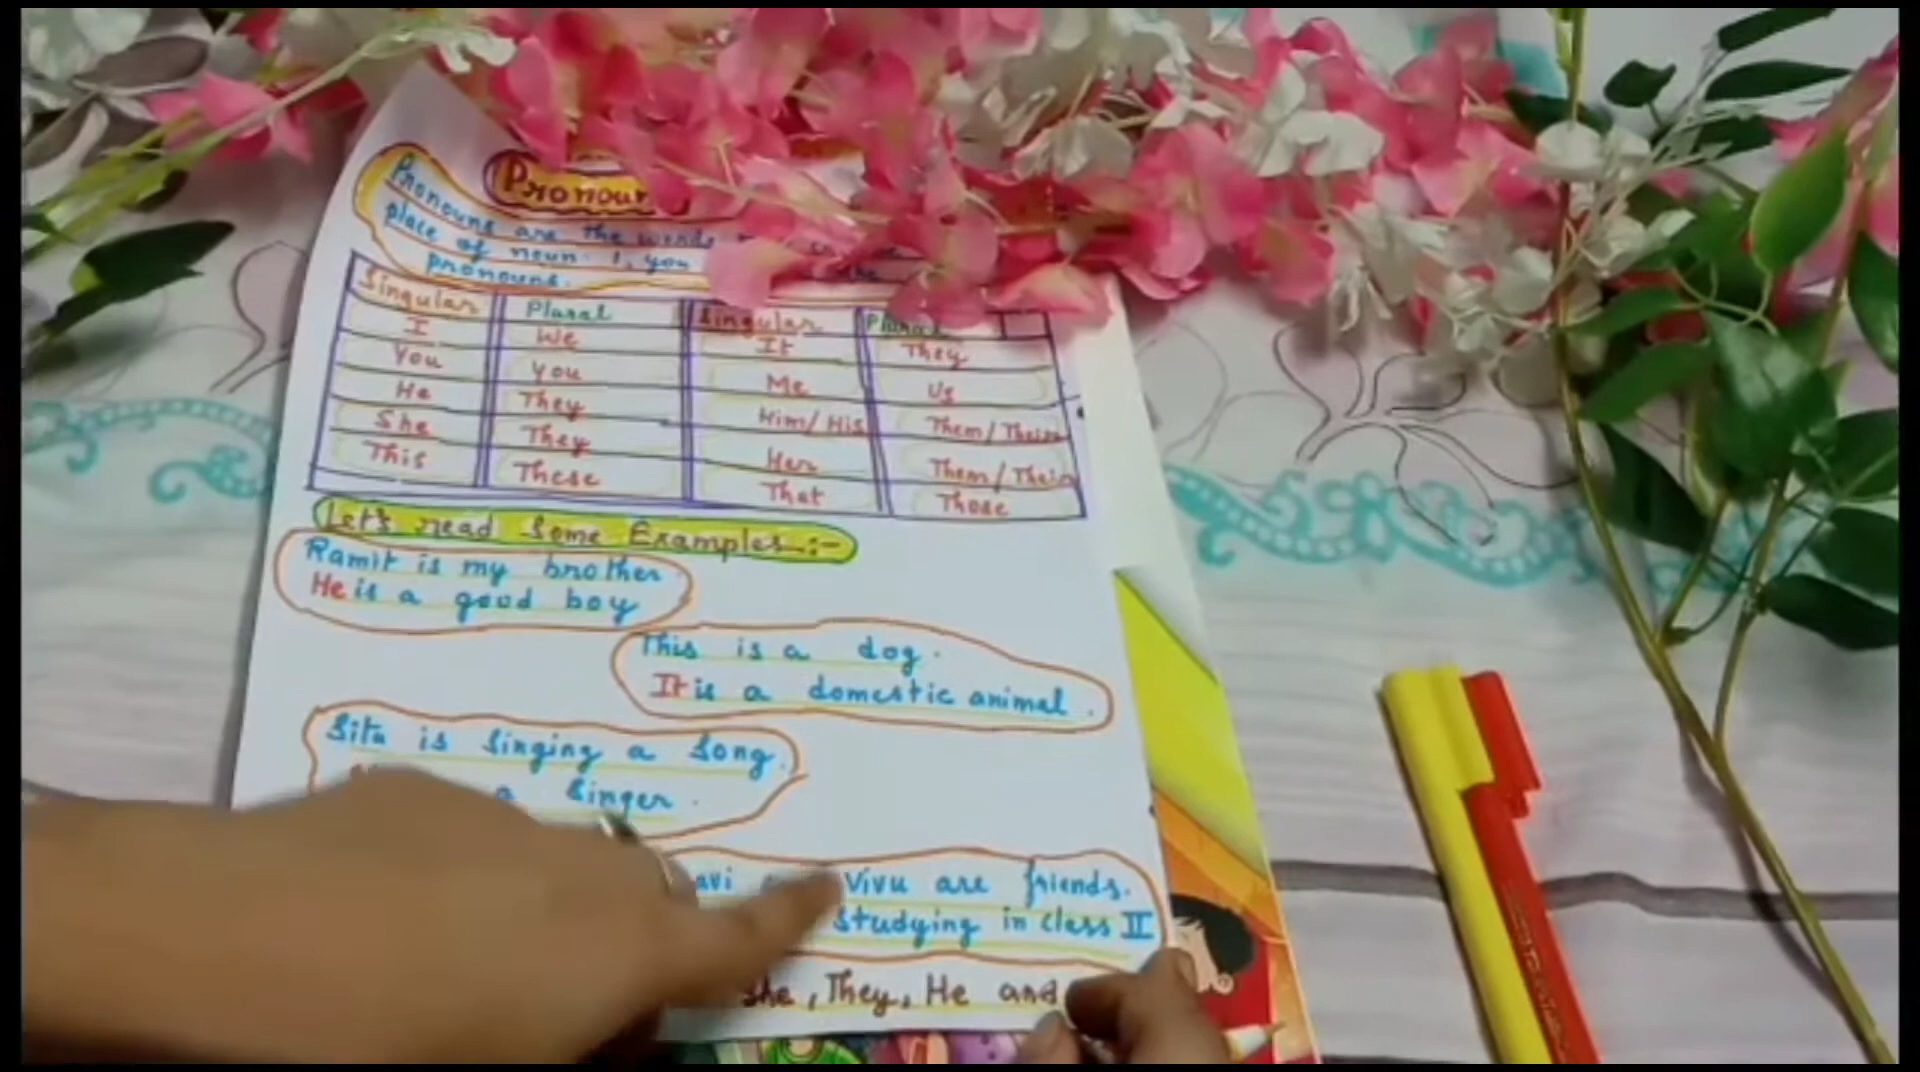 Pronoun
Pronouns are the words
place of noun. I, you
pronouns.
Singular Plural Singular Plural
I We It They
You You Me Us
He They Him/His Them/Theirs
She They Her Them/Their
This These That Those
Let's read Some Examples:-
Ramit is my brother.
He is a good boy
This is a dog.
It is a domestic animal.
Sita is Singing a Song.
a Singer.
Vivu are friends.
studying in class II
She, They, He and